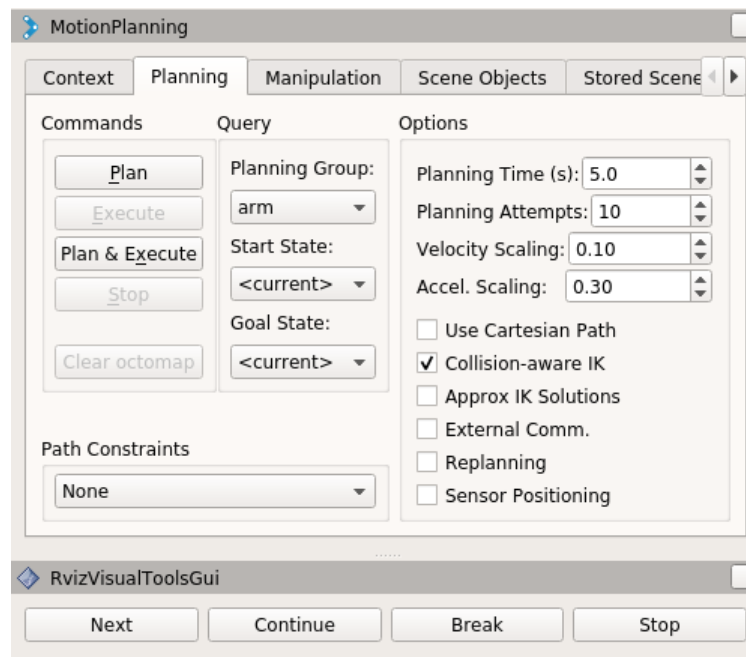 MotionPlanning
Context Planning Manipulation Scene Objects Stored Scene
Commands Query Options
Plan
Execute
Plan & Execute
Stop
Clear octomap
Planning Group:
arm
Start State:
<current>
Goal State:
<current>
Path Constraints
None
Planning Time (s): 5.0
Planning Attempts: 10
Velocity Scaling: 0.10
Accel. Scaling: 0.30
Use Cartesian Path
Collision-aware IK
Approx IK Solutions
External Comm.
Replanning
Sensor Positioning
RvizVisualToolsGui
Next Continue Break Stop